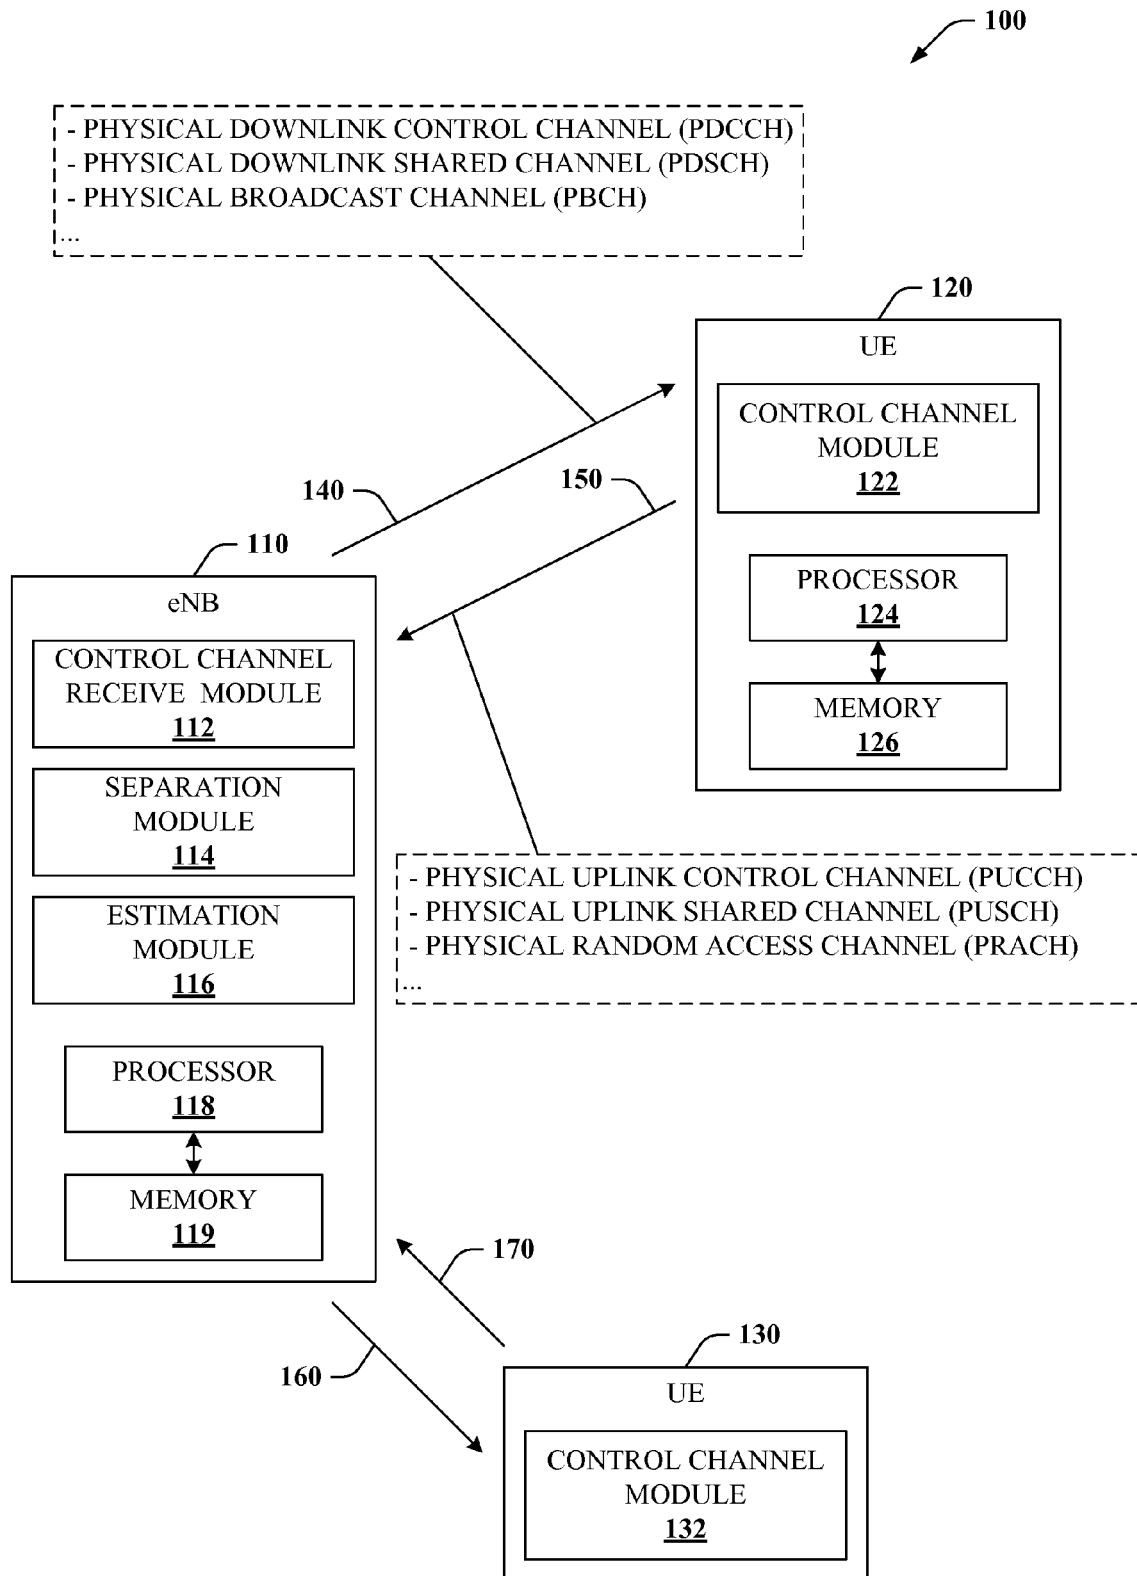 100
- PHYSICAL DOWNLINK CONTROL CHANNEL (PDCCH)
- PHYSICAL DOWNLINK SHARED CHANNEL (PDSCH)
- PHYSICAL BROADCAST CHANNEL (PBCH)
...
120
UE
CONTROL CHANNEL
MODULE
122
PROCESSOR
124
MEMORY
126
140
150
110
eNB
CONTROL CHANNEL
RECEIVE MODULE
112
SEPARATION
MODULE
114
ESTIMATION
MODULE
116
PROCESSOR
118
MEMORY
119
- PHYSICAL UPLINK CONTROL CHANNEL (PUCCH)
- PHYSICAL UPLINK SHARED CHANNEL (PUSCH)
- PHYSICAL RANDOM ACCESS CHANNEL (PRACH)
...
170
160
130
UE
CONTROL CHANNEL
MODULE
132